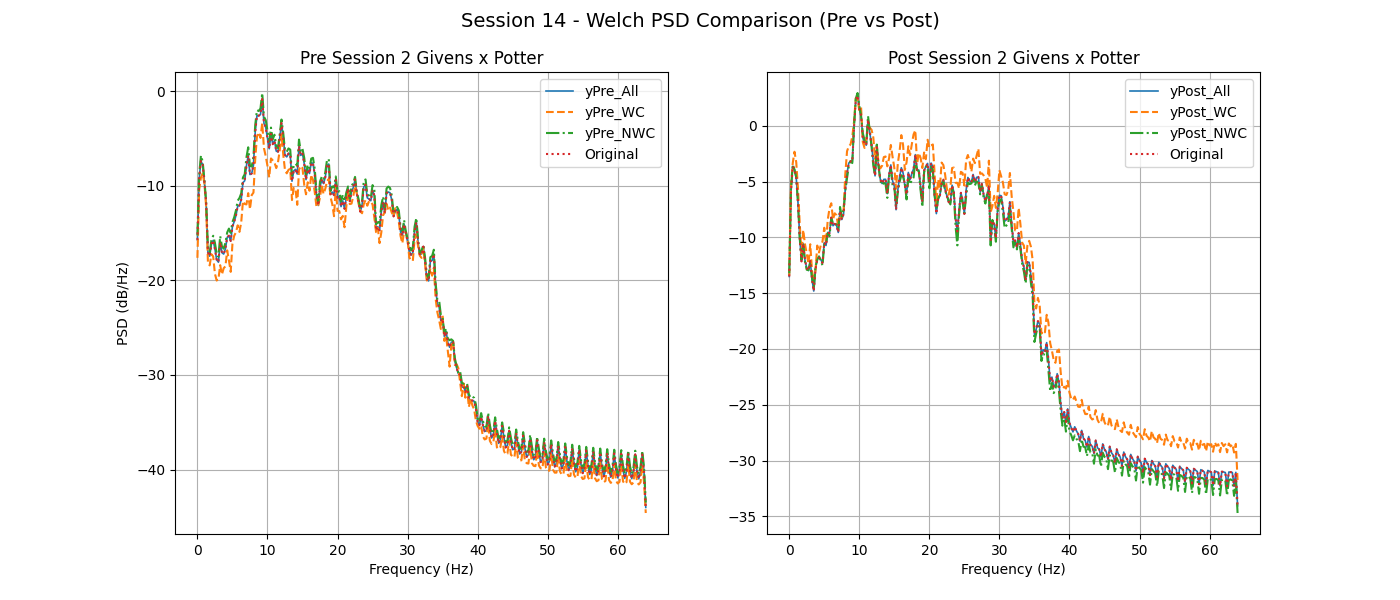 Session 14 - Welch PSD Comparison (Pre vs Post)
Pre Session 2 Givens x Potter
yPre_All
yPre_WC
yPre_NWC
Original
0
−10
−20
−30
−40
PSD (dB/Hz)
0 10 20 30 40 50 60
Frequency (Hz)
Post Session 2 Givens x Potter
yPost_All
yPost_WC
yPost_NWC
Original
0
−5
−10
−15
−20
−25
−30
−35
0 10 20 30 40 50 60
Frequency (Hz)